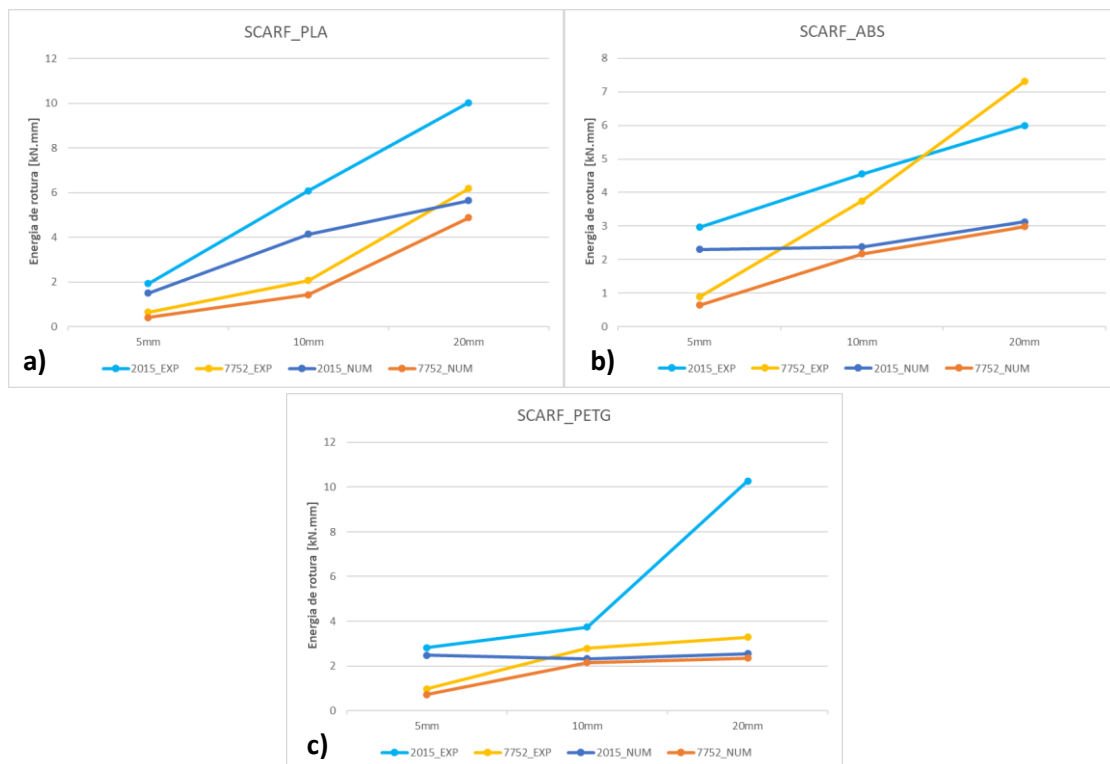 SCARF_PLA
Energia de rotura [kN.mm]
12
10
8
6
4
2
0
5mm 10mm 20mm
a)
2015_EXP 7752_EXP 2015_NUM 7752_NUM
SCARF_ABS
Energia de rotura [kN.mm]
8
7
6
5
4
3
2
1
0
5mm 10mm 20mm
b)
2015_EXP 7752_EXP 2015_NUM 7752_NUM
SCARF_PETG
Energia de rotura [kN.mm]
12
10
8
6
4
2
0
5mm 10mm 20mm
c)
2015_EXP 7752_EXP 2015_NUM 7752_NUM